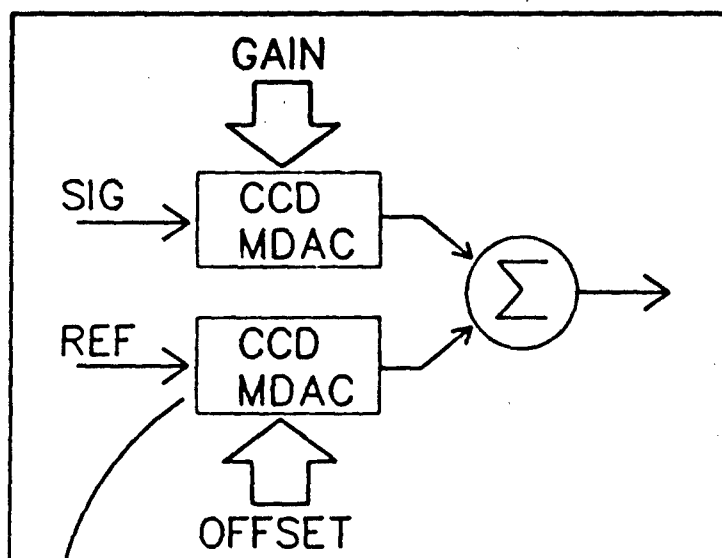 GAIN
SIG
CCD
MDAC
Σ
REF
CCD
MDAC
OFFSET